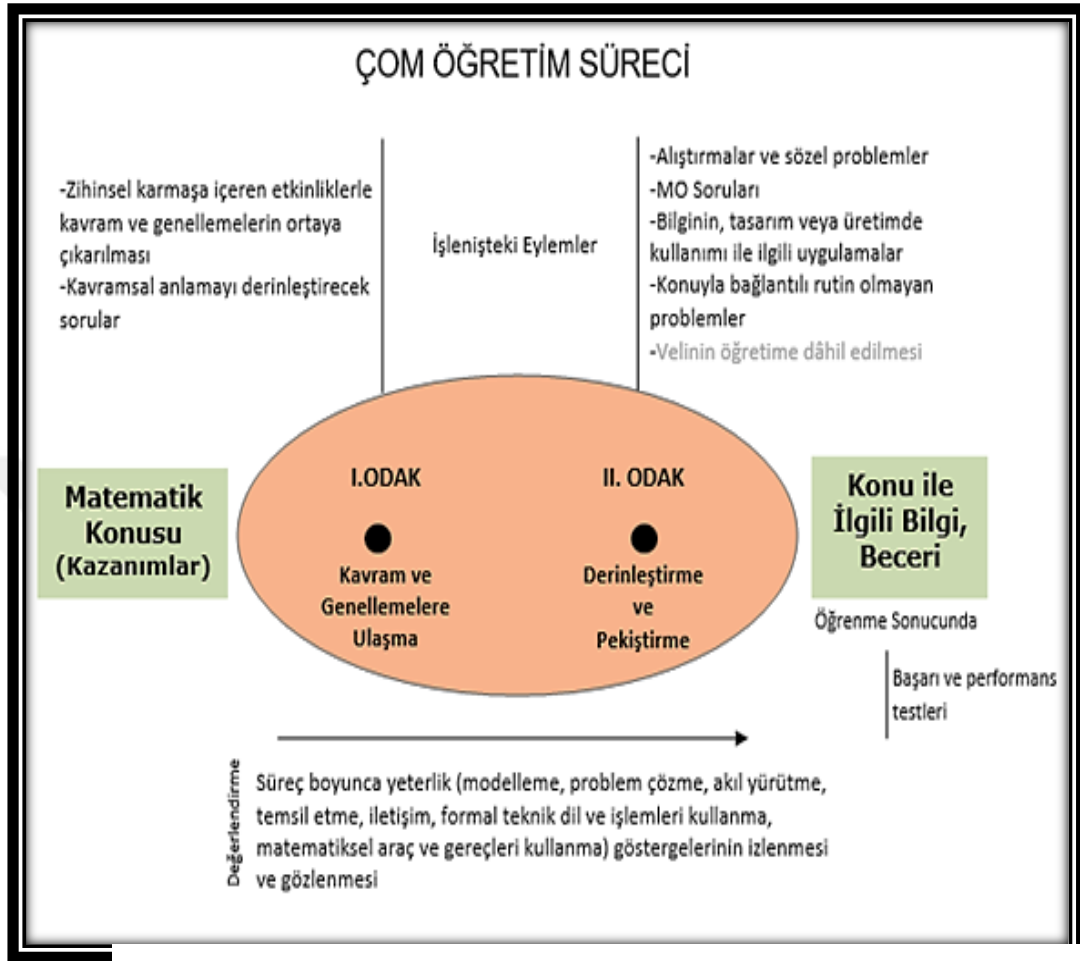 ÇOM ÖĞRETİM SÜRECİ
-Zihinsel karmaşa içeren etkinliklerle
kavram ve genellemelerin ortaya
çıkarılması
-Kavramsal anlamayı derinleştirecek
sorular
İşlenişteki Eylemler
-Alıştırmalar ve sözel problemler
-MO Soruları
-Bilginin, tasarım veya üretimde
kullanımı ile ilgili uygulamalar
-Konuyla bağlantılı rutin olmayan
problemler
-Velinin öğretime dâhil edilmesi
Matematik
Konusu
(Kazanımlar)
I.ODAK
Kavram ve
Genellemelere
Ulaşma
II. ODAK
Derinleştirme
ve
Pekiştirme
Konu ile
İlgili Bilgi,
Beceri
Öğrenme Sonucunda
Başarı ve performans
testleri
Değerlendirme
Süreç boyunca yeterlik (modelleme, problem çözme, akıl yürütme,
temsil etme, iletişim, formal teknik dil ve işlemleri kullanma,
matematiksel araç ve gereçleri kullanma) göstergelerinin izlenmesi
ve gözlenmesi